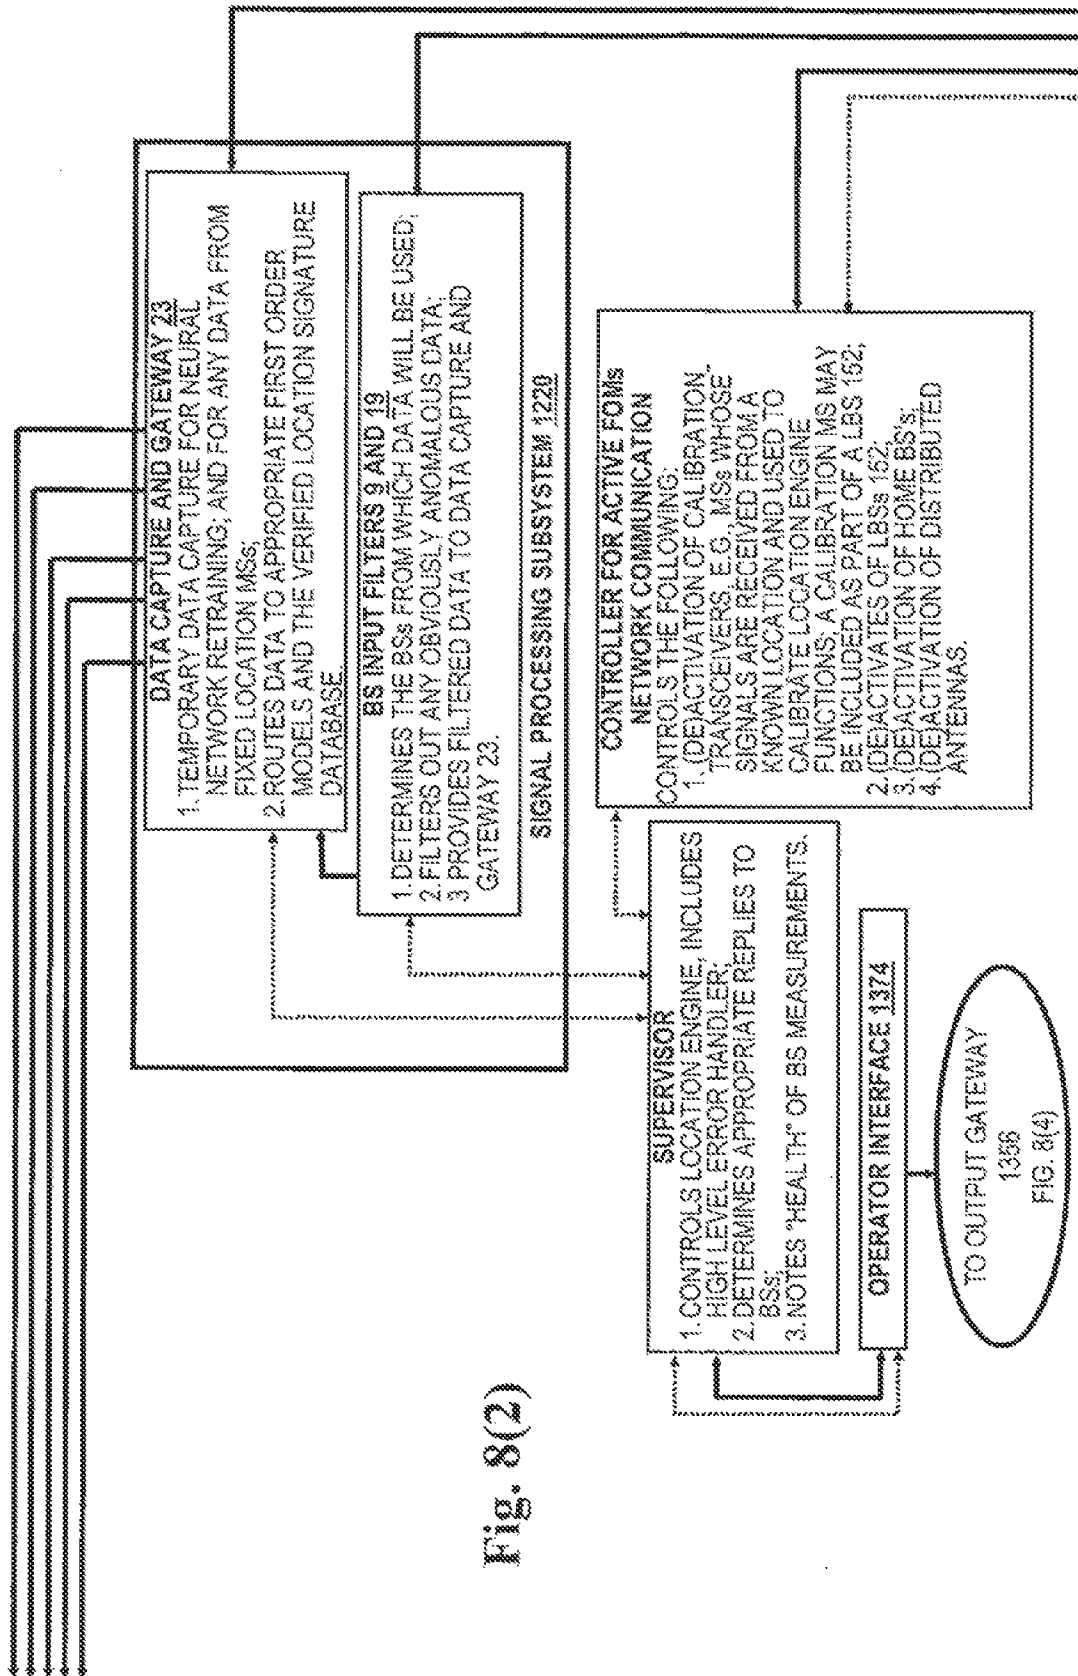 DATA CAPTURE AND GATEWAY 23
1. TEMPORARY DATA CAPTURE FOR NEURAL
NETWORK RETRAINING; AND FOR ANY DATA FROM
FIXED LOCATION MSs;
2. ROUTES DATA TO APPROPRIATE FIRST ORDER
MODELS AND THE VERIFIED LOCATION SIGNATURE
DATABASE.
BS INPUT FILTERS 9 AND 19
1. DETERMINES THE BSs FROM WHICH DATA WILL BE USED;
2. FILTERS OUT ANY OBVIOUSLY ANOMALOUS DATA;
3 PROVIDES FILTERED DATA TO DATA CAPTURE AND
GATEWAY 23.
SIGNAL PROCESSING SUBSYSTEM 1220
CONTROLLER FOR ACTIVE FOMs
NETWORK COMMUNICATION
CONTROLS THE FOLLOWING:
1. (DE)ACTIVATION OF CALIBRATION
TRANSCEIVERS, E.G. MSs WHOSE
SIGNALS ARE RECEIVED FROM A
KNOWN LOCATION AND USED TO
CALIBRATE LOCATION ENGINE
FUNCTIONS. A CALIBRATION MS MAY
BE INCLUDED AS PART OF A LBS 152;
2. (DE)ACTIVATES OF LBSs 152;
3. (DE)ACTIVATION OF HOME BS's;
4. (DE)ACTIVATION OF DISTRIBUTED
ANTENNAS.
SUPERVISOR
1. CONTROLS LOCATION ENGINE, INCLUDES
HIGH LEVEL ERROR HANDLER;
2. DETERMINES APPROPRIATE REPLIES TO
BSs;
3. NOTES "HEALTH" OF BS MEASUREMENTS.
OPERATOR INTERFACE 1374
TO OUTPUT GATEWAY
1356
FIG. 8(4)
Fig. 8(2)